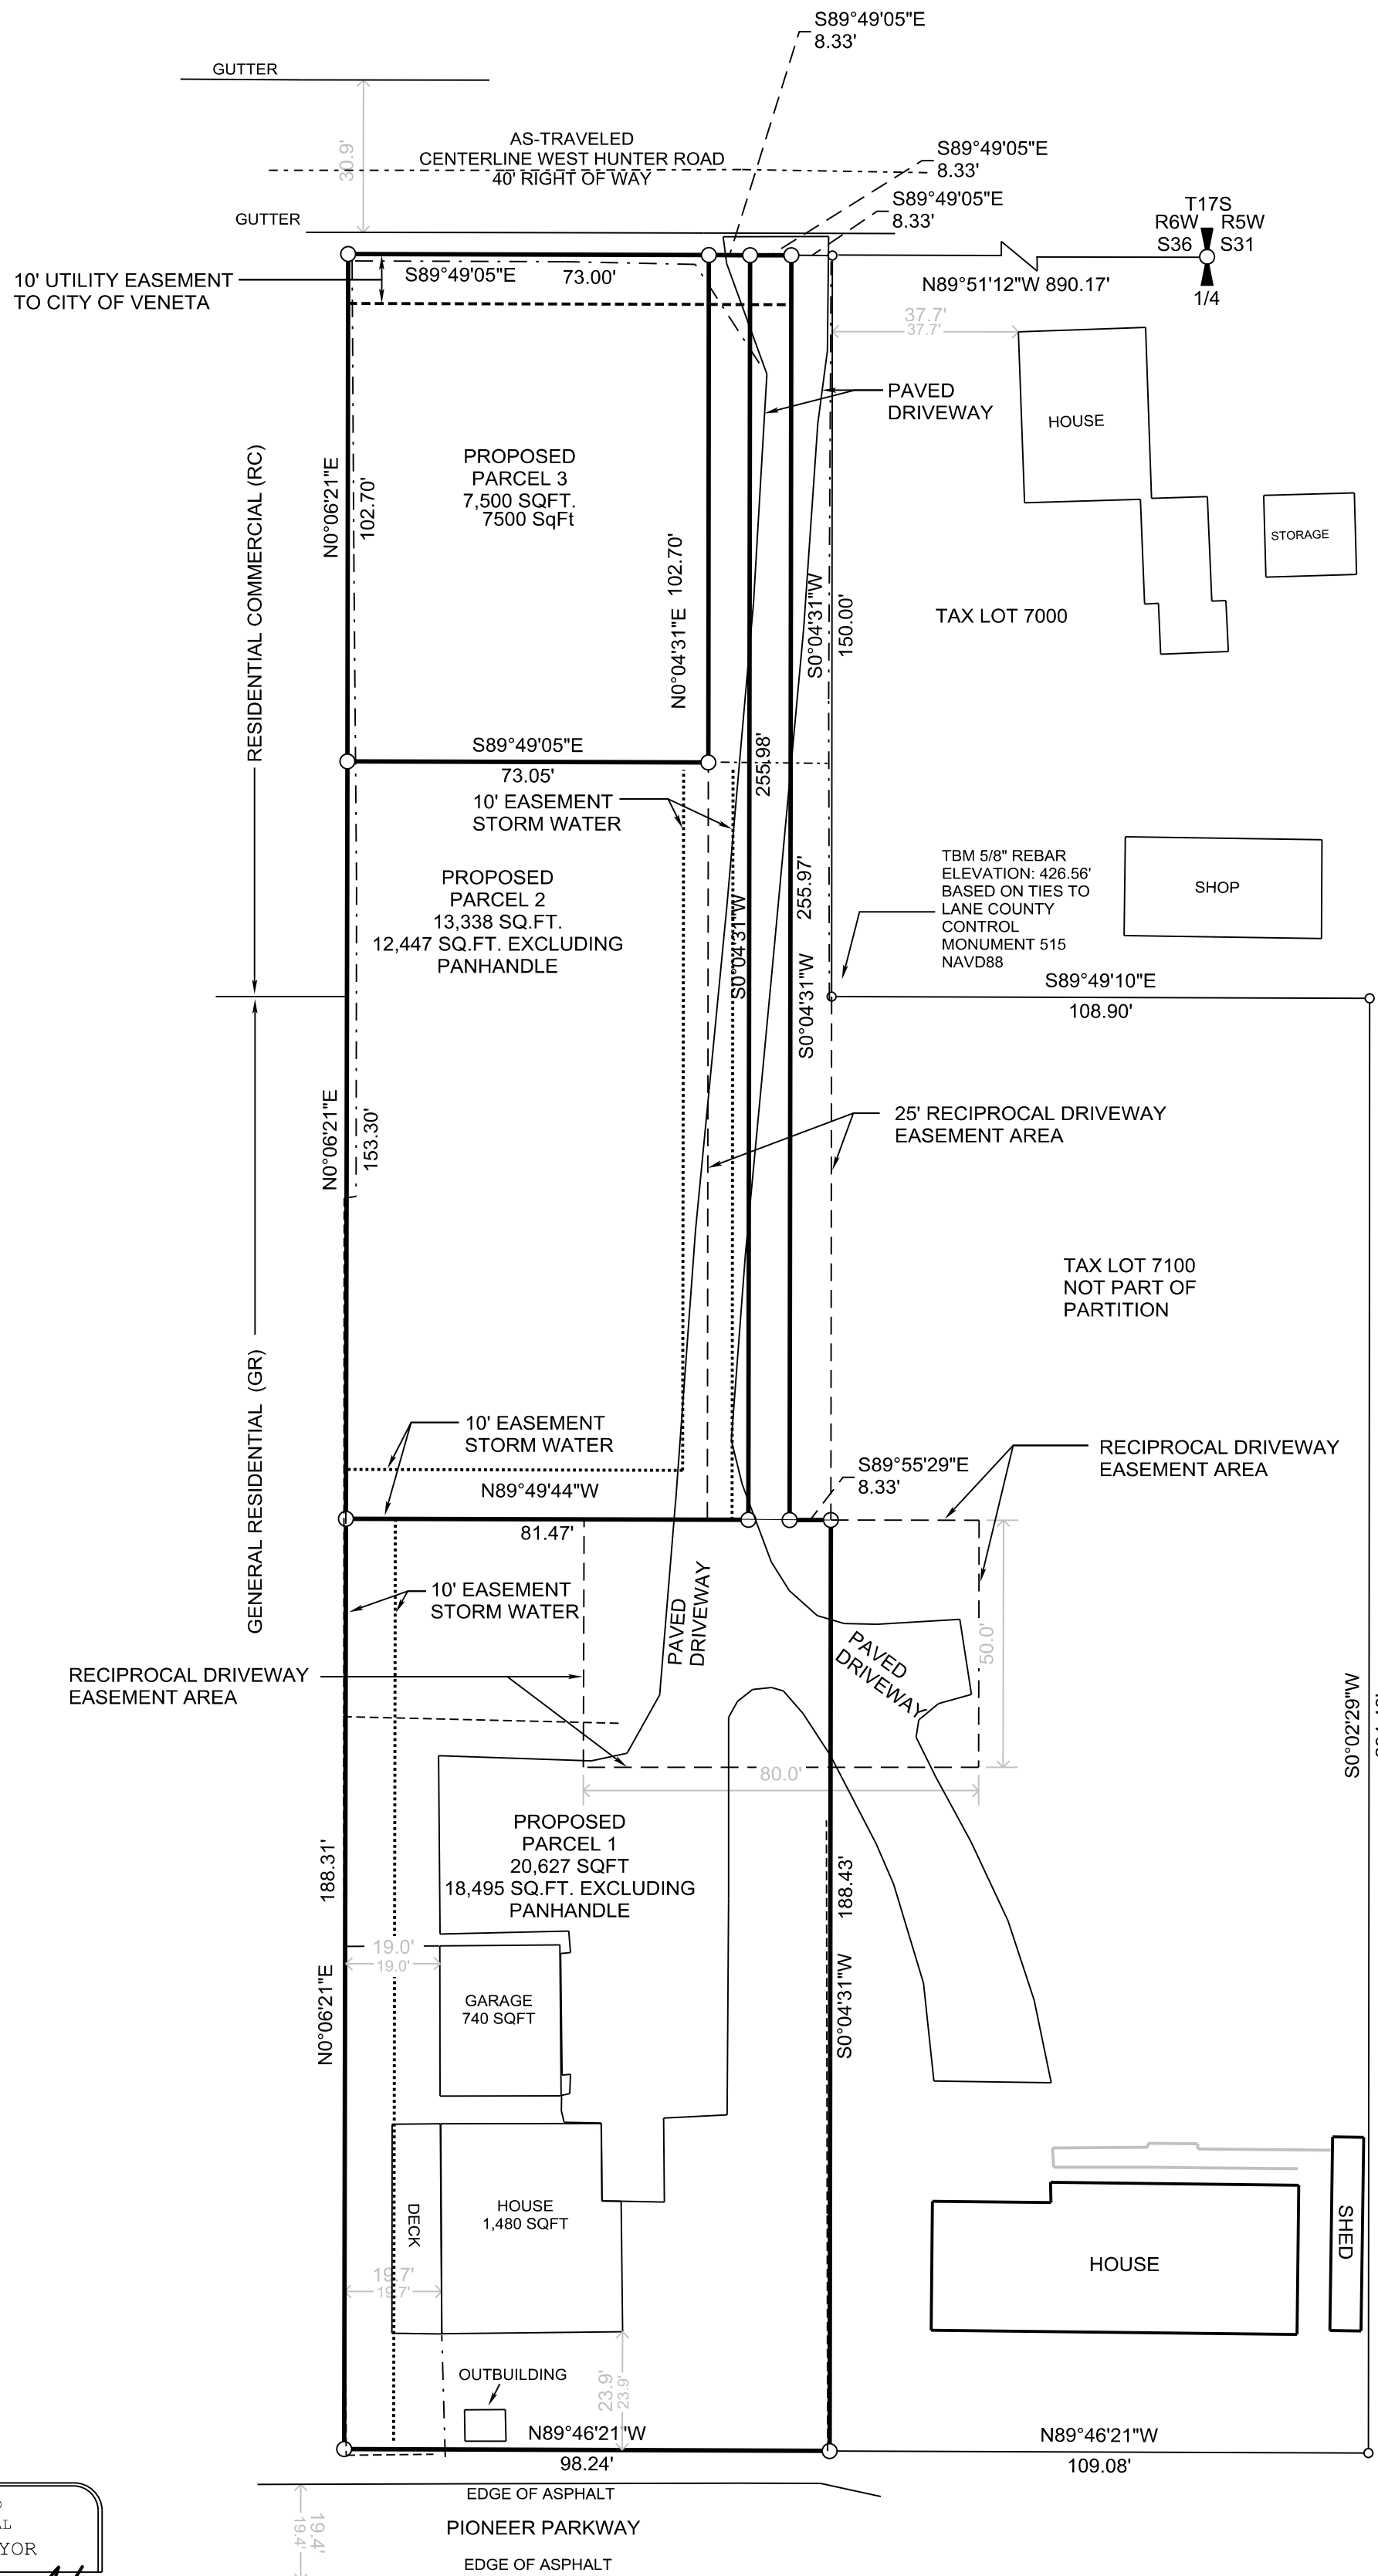 S89°49'05"E
8.33'
GUTTER
30.9'
AS-TRAVELED
CENTERLINE WEST HUNTER ROAD
40' RIGHT OF WAY
S89°49'05"E
8.33'
S89°49'05"E
8.33'
GUTTER
T17S
R6W R5W
S36 S31
1/4
N89°51'12"W 890.17'
10' UTILITY EASEMENT
TO CITY OF VENETA
S89°49'05"E 73.00'
37.7'
37.7'
PAVED
DRIVEWAY
HOUSE
STORAGE
TAX LOT 7000
RESIDENTIAL COMMERCIAL (RC)
N0°06'21"E
102.70'
PROPOSED
PARCEL 3
7,500 SQFT.
7500 SqFt
N0°04'31"E 102.70'
S0°04'31"W
150.00'
S89°49'05"E
73.05'
255.98'
10' EASEMENT
STORM WATER
PROPOSED
PARCEL 2
13,338 SQ.FT.
12,447 SQ.FT. EXCLUDING
PANHANDLE
S0°04'31"W
S0°04'31"W 255.97'
TBM 5/8" REBAR
ELEVATION: 426.56'
BASED ON TIES TO
LANE COUNTY
CONTROL
MONUMENT 515
NAVD88
SHOP
S89°49'10"E
108.90'
N0°06'21"E
153.30'
25' RECIPROCAL DRIVEWAY
EASEMENT AREA
TAX LOT 7100
NOT PART OF
PARTITION
GENERAL RESIDENTIAL (GR)
10' EASEMENT
STORM WATER
N89°49'44"W
81.47'
S89°55'29"E
8.33'
RECIPROCAL DRIVEWAY
EASEMENT AREA
10' EASEMENT
STORM WATER
PAVED
DRIVEWAY
PAVED
DRIVEWAY
50.0'
RECIPROCAL DRIVEWAY
EASEMENT AREA
80.0'
S0°02'29"W
PROPOSED
PARCEL 1
20,627 SQFT
18,495 SQ.FT. EXCLUDING
PANHANDLE
188.31'
N0°06'21"E
188.43'
S0°04'31"W
19.0'
19.0'
GARAGE
740 SQFT
DECK
HOUSE
1,480 SQFT
19.7'
19.7'
HOUSE
SHED
OUTBUILDING
23.9'
23.9'
N89°46'21"W
98.24'
N89°46'21"W
109.08'
EDGE OF ASPHALT
19.4'
19.4'
PIONEER PARKWAY
EDGE OF ASPHALT